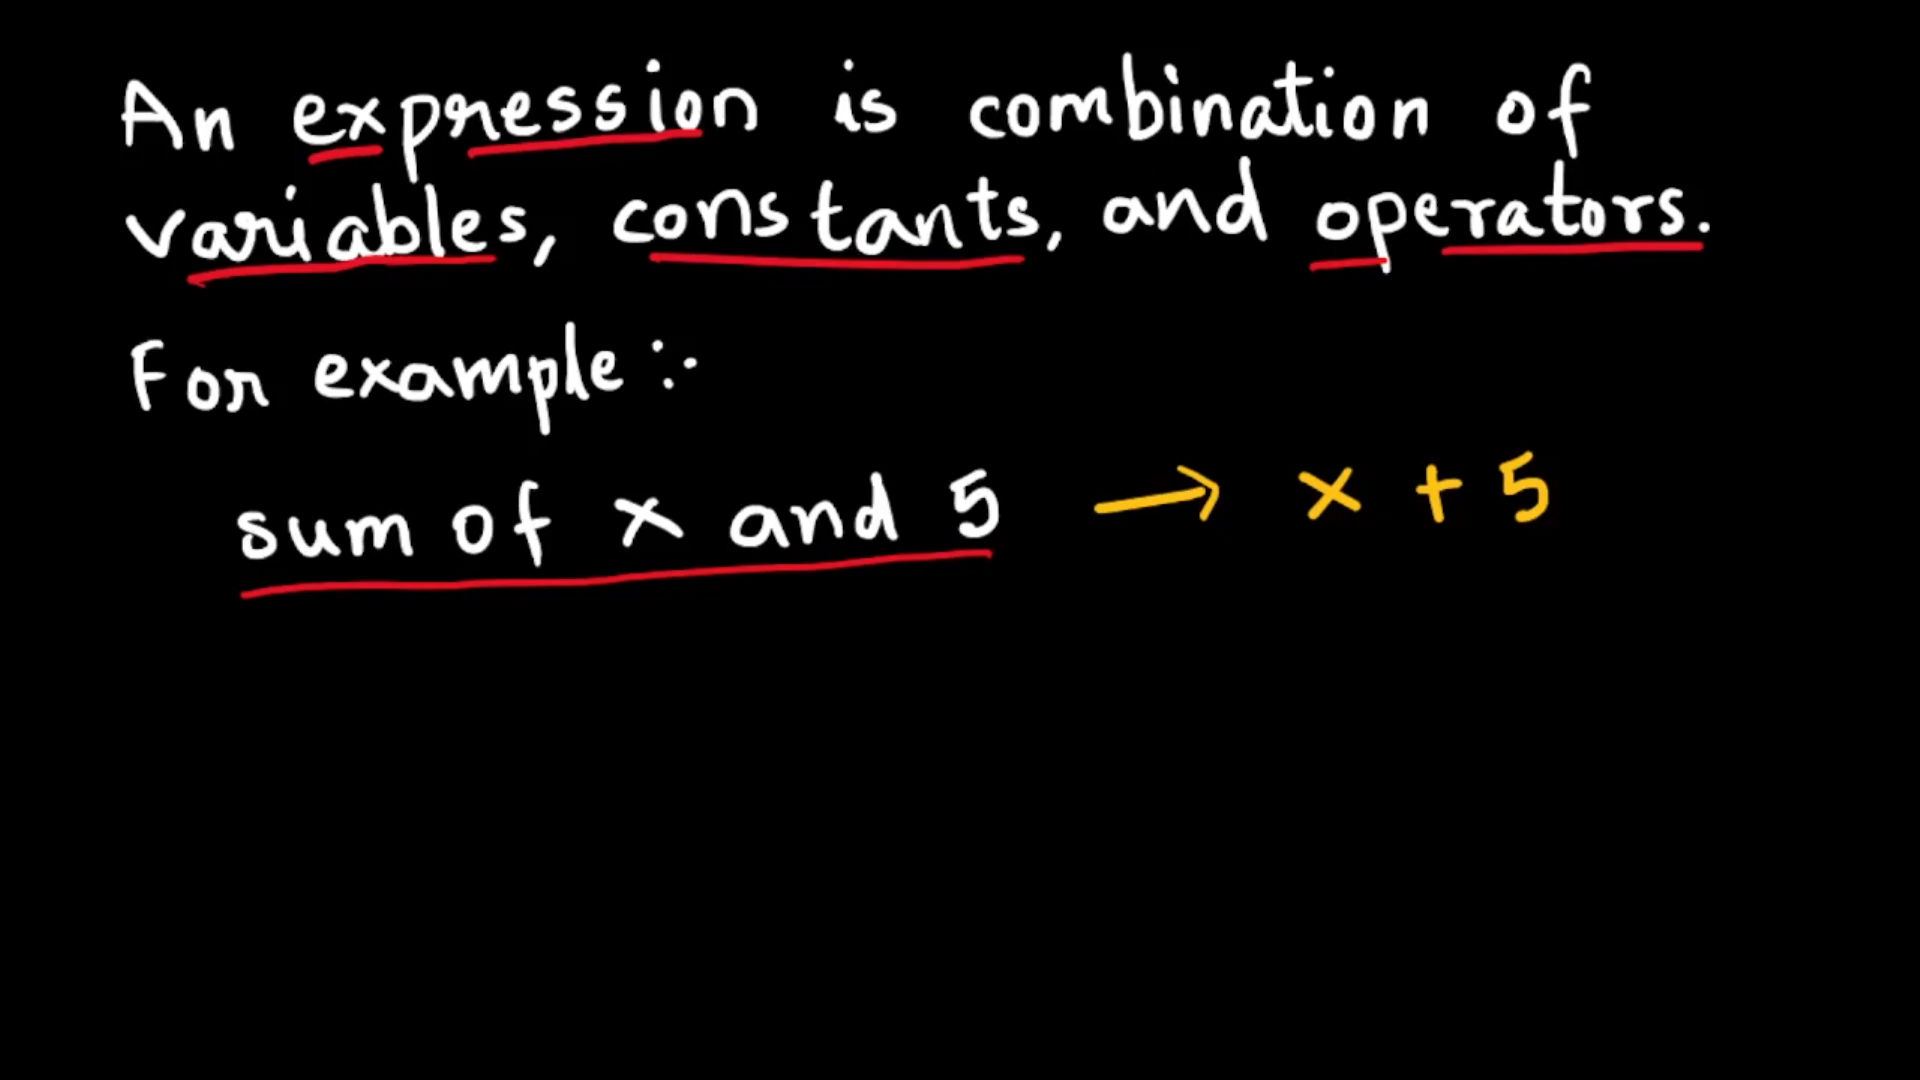 An expression is combination of
variables, constants, and operators.
For example :-
sum of x and 5 → x + 5